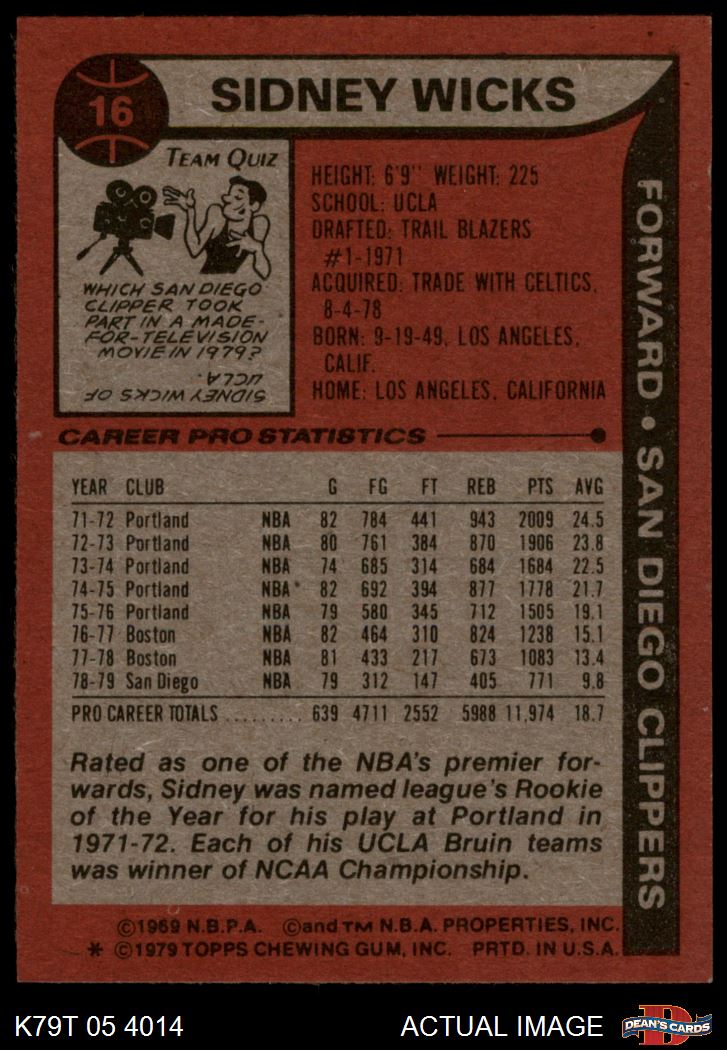 16
SIDNEY WICKS
TEAM QUIZ
WHICH SAN DIEGO
CLIPPER TOOK
PART IN A MADE-
FOR-TELEVISION
MOVIE IN 1979?
SIDNEY WICKS OF
UCLA.
HEIGHT: 6'9" WEIGHT: 225
SCHOOL: UCLA
DRAFTED: TRAIL BLAZERS
#1-1971
ACQUIRED: TRADE WITH CELTICS,
8-4-78
BORN: 9-19-49, LOS ANGELES,
CALIF.
HOME: LOS ANGELES, CALIFORNIA
FORWARD • SAN DIEGO CLIPPERS
CAREER PRO STATISTICS
YEAR CLUB G FG FT REB PTS AVG
71-72 Portland NBA 82 784 441 943 2009 24.5
72-73 Portland NBA 80 761 384 870 1906 23.8
73-74 Portland NBA 74 685 314 684 1684 22.5
74-75 Portland NBA* 82 692 394 877 1778 21.7
75-76 Portland NBA 79 580 345 712 1505 19.1
76-77 Boston NBA 82 464 310 824 1238 15.1
77-78 Boston NBA 81 433 217 673 1083 13.4
78-79 San Diego NBA 79 312 147 405 771 9.8
PRO CAREER TOTALS ......... 639 4711 2552 5988 11,974 18.7
Rated as one of the NBA's premier for-
wards, Sidney was named league's Rookie
of the Year for his play at Portland in
1971-72. Each of his UCLA Bruin teams
was winner of NCAA Championship.
©1969 N.B.P.A. ©and TM N.B.A. PROPERTIES, INC.
* ©1979 TOPPS CHEWING GUM, INC. PRTD. IN U.S.A.
K79T 05 4014
ACTUAL IMAGE
D
DEAN'S CARDS